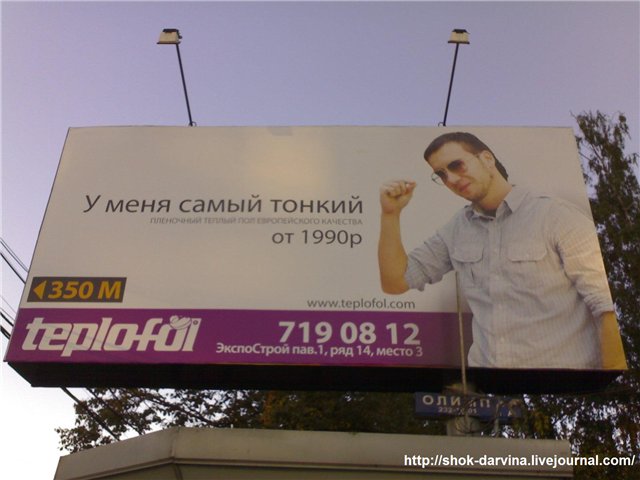 У меня самый тонкий
ПЛЕНОЧНЫЙ ТЕПЛЫЙ ПОЛ ЕВРОПЕЙСКОГО КАЧЕСТВА
от 1990р
350 М
www.teplofol.com
teplofol
719 08 12
ЭкспоСтрой пав.1, ряд 14, место 3
ОЛИМП
http://shok-darvina.livejournal.com/